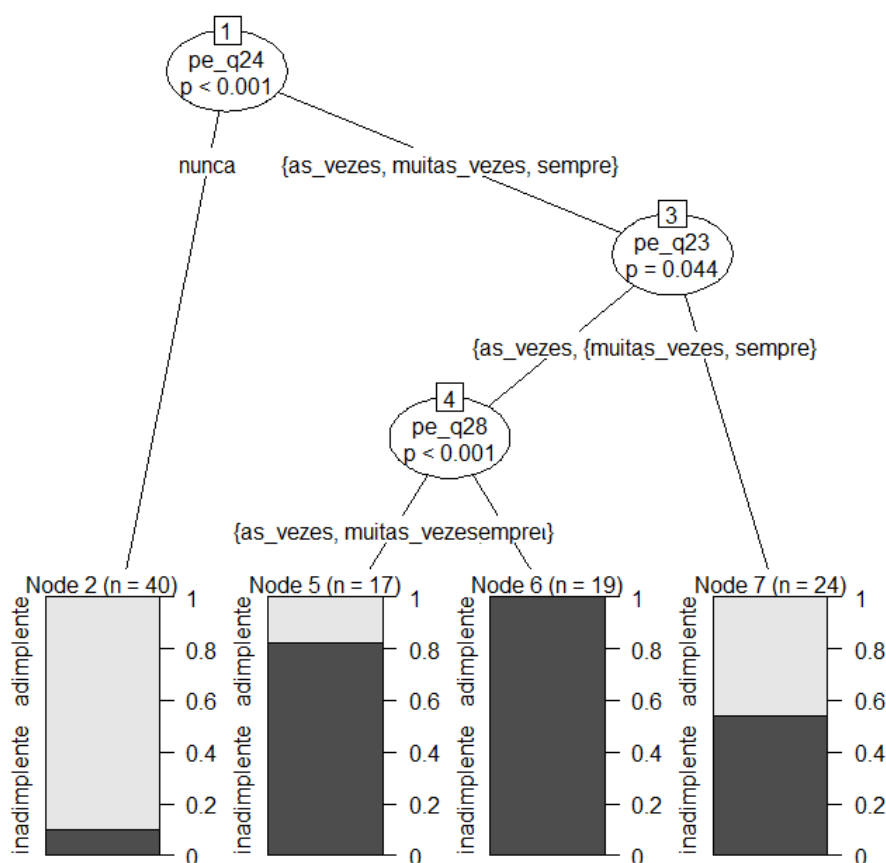 1
pe_q24
p < 0.001
nunca
{as_vezes, muitas_vezes, sempre}
3
pe_q23
p = 0.044
{as_vezes, {muitas_vezes, sempre}
4
pe_q28
p < 0.001
{as_vezes, muitas_vezes
sempre
Node 2 (n = 40)
Node 5 (n = 17)
Node 6 (n = 19)
Node 7 (n = 24)
inadimplente adimplente
1
0.8
0.6
0.4
0.2
0
inadimplente adimplente
1
0.8
0.6
0.4
0.2
0
inadimplente adimplente
1
0.8
0.6
0.4
0.2
0
inadimplente adimplente
1
0.8
0.6
0.4
0.2
0